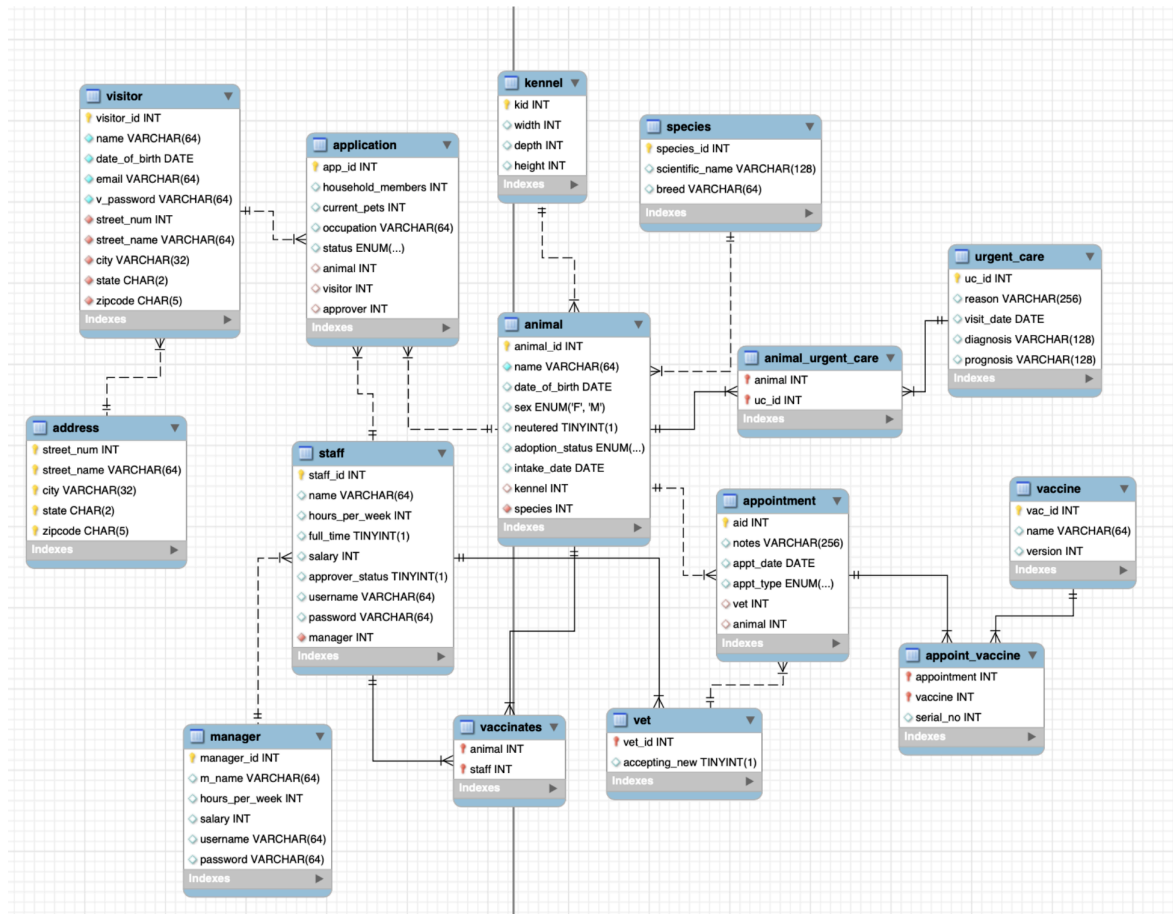 visitor
visitor_id INT
name VARCHAR(64)
date_of_birth DATE
email VARCHAR(64)
v_password VARCHAR(64)
street_num INT
street_name VARCHAR(64)
city VARCHAR(32)
state CHAR(2)
zipcode CHAR(5)
Indexes
application
app_id INT
household_members INT
current_pets INT
occupation VARCHAR(64)
status ENUM(...)
animal INT
visitor INT
approver INT
Indexes
kennel
kid INT
width INT
depth INT
height INT
Indexes
species
species_id INT
scientific_name VARCHAR(128)
breed VARCHAR(64)
Indexes
urgent_care
uc_id INT
reason VARCHAR(256)
visit_date DATE
diagnosis VARCHAR(128)
prognosis VARCHAR(128)
Indexes
animal
animal_id INT
name VARCHAR(64)
date_of_birth DATE
sex ENUM('F', 'M')
neutered TINYINT(1)
adoption_status ENUM(...)
intake_date DATE
kennel INT
species INT
Indexes
animal_urgent_care
animal INT
uc_id INT
Indexes
address
street_num INT
street_name VARCHAR(64)
city VARCHAR(32)
state CHAR(2)
zipcode CHAR(5)
Indexes
staff
staff_id INT
name VARCHAR(64)
hours_per_week INT
full_time TINYINT(1)
salary INT
approver_status TINYINT(1)
username VARCHAR(64)
password VARCHAR(64)
manager INT
Indexes
appointment
aid INT
notes VARCHAR(256)
appt_date DATE
appt_type ENUM(...)
vet INT
animal INT
Indexes
vaccine
vac_id INT
name VARCHAR(64)
version INT
Indexes
appoint_vaccine
appointment INT
vaccine INT
serial_no INT
Indexes
manager
manager_id INT
m_name VARCHAR(64)
hours_per_week INT
salary INT
username VARCHAR(64)
password VARCHAR(64)
Indexes
vaccinates
animal INT
staff INT
Indexes
vet
vet_id INT
accepting_new TINYINT(1)
Indexes